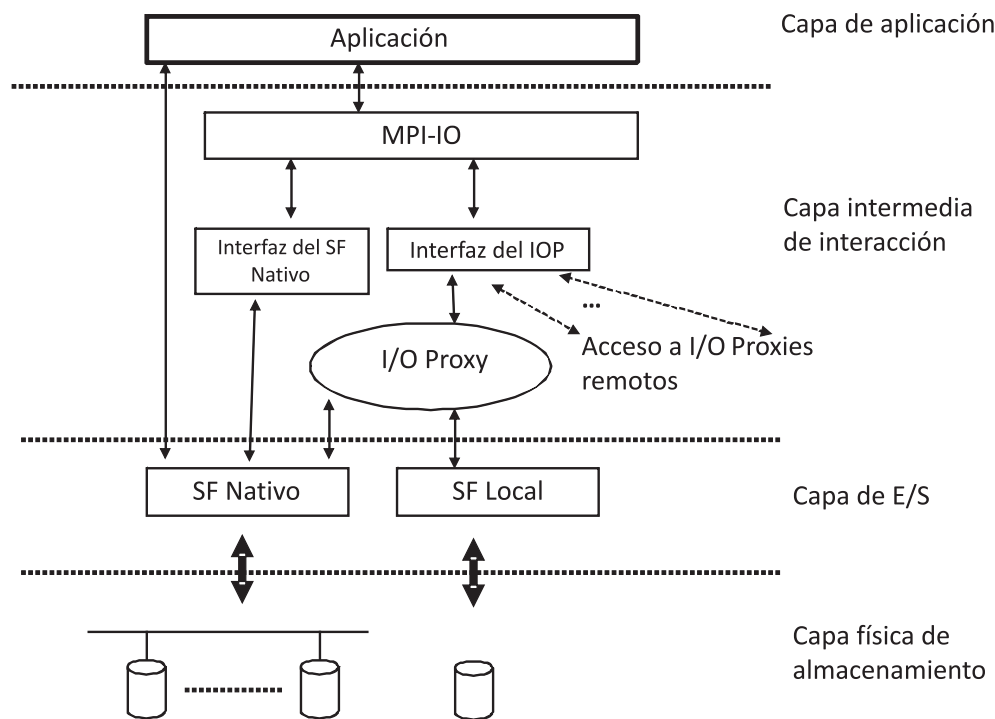 Aplicación
Capa de aplicación
MPI-IO
Capa intermedia
de interacción
Interfaz del SF
Nativo
Interfaz del IOP
...
I/O Proxy
Acceso a I/O Proxies
remotos
SF Nativo
SF Local
Capa de E/S
Capa física de
almacenamiento